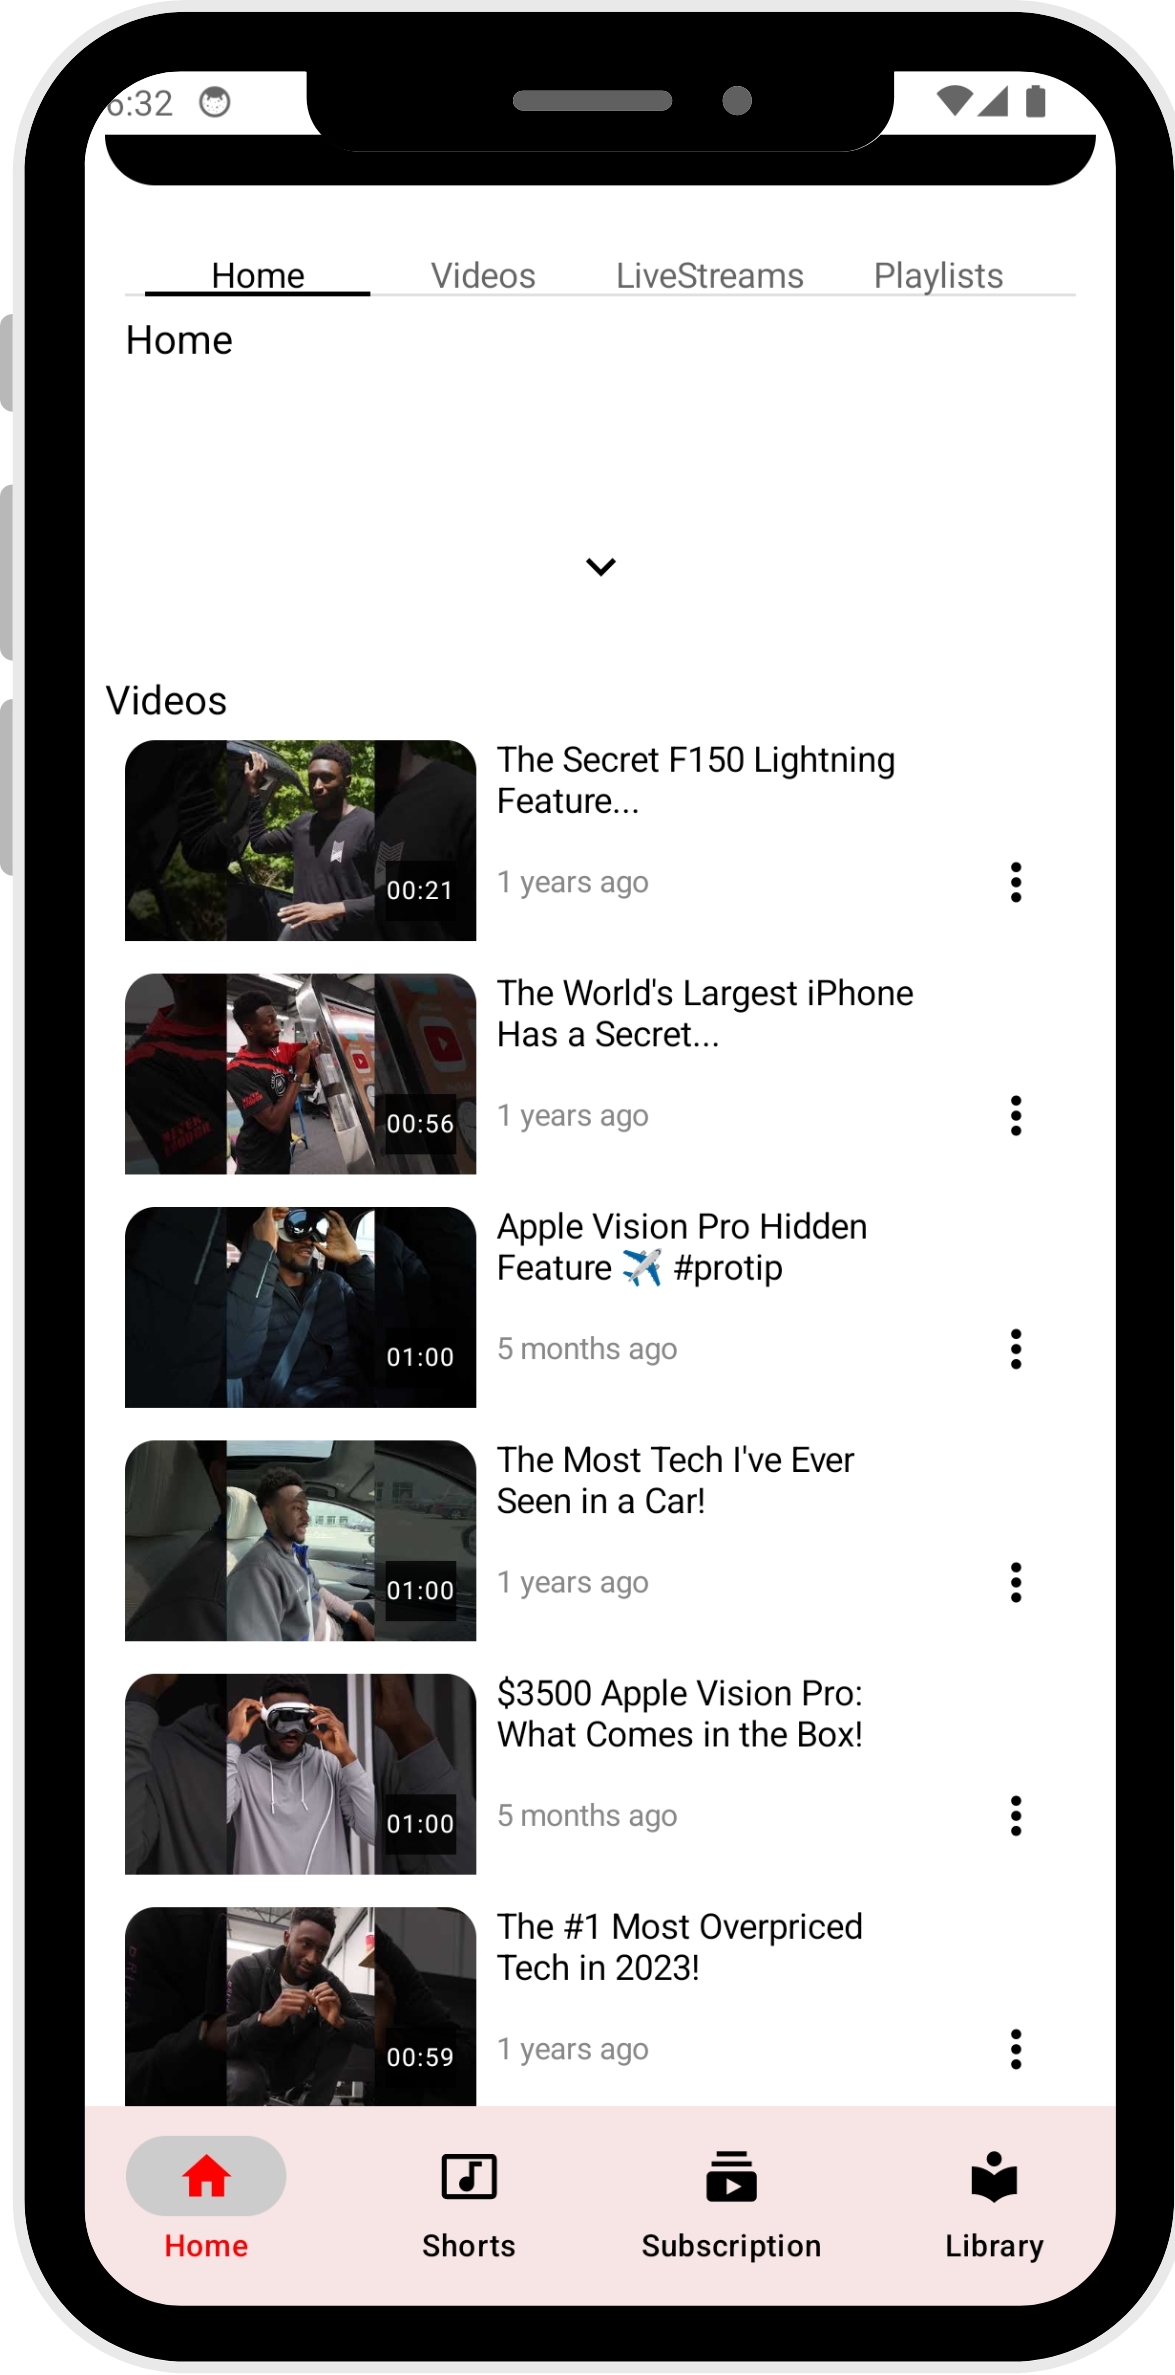 6:32
Home Videos LiveStreams Playlists
Home
Videos
The Secret F150 Lightning
Feature...
00:21
1 years ago
The World's Largest iPhone
Has a Secret...
00:56
1 years ago
Apple Vision Pro Hidden
Feature ✈️ #protip
01:00
5 months ago
The Most Tech I've Ever
Seen in a Car!
01:00
1 years ago
$3500 Apple Vision Pro:
What Comes in the Box!
01:00
5 months ago
The #1 Most Overpriced
Tech in 2023!
00:59
1 years ago
Home Shorts Subscription Library